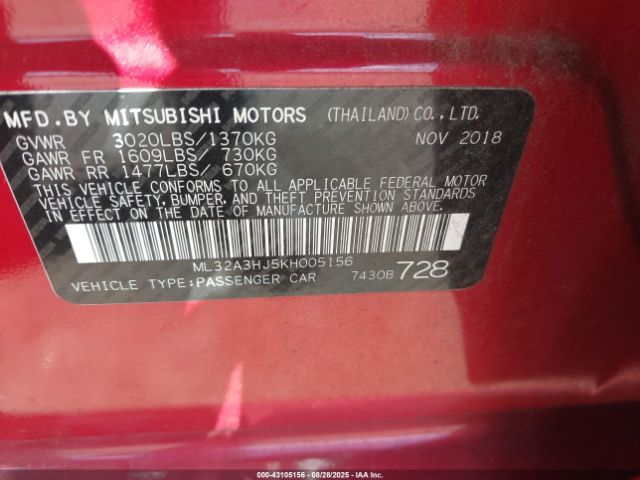 MFD. BY MITSUBISHI MOTORS (THAILAND) CO., LTD.
GVWR 3020LBS/1370KG NOV 2018
GAWR FR 1609LBS/ 730KG
GAWR RR 1477LBS/ 670KG
THIS VEHICLE CONFORMS TO ALL APPLICABLE FEDERAL MOTOR
VEHICLE SAFETY, BUMPER, AND THEFT PREVENTION STANDARDS
IN EFFECT ON THE DATE OF MANUFACTURE SHOWN ABOVE.
ML32A3HJ5KH005156
VEHICLE TYPE:PASSENGER CAR 7430B 728
000-43105156 - 08/28/2025 - IAAI.COM